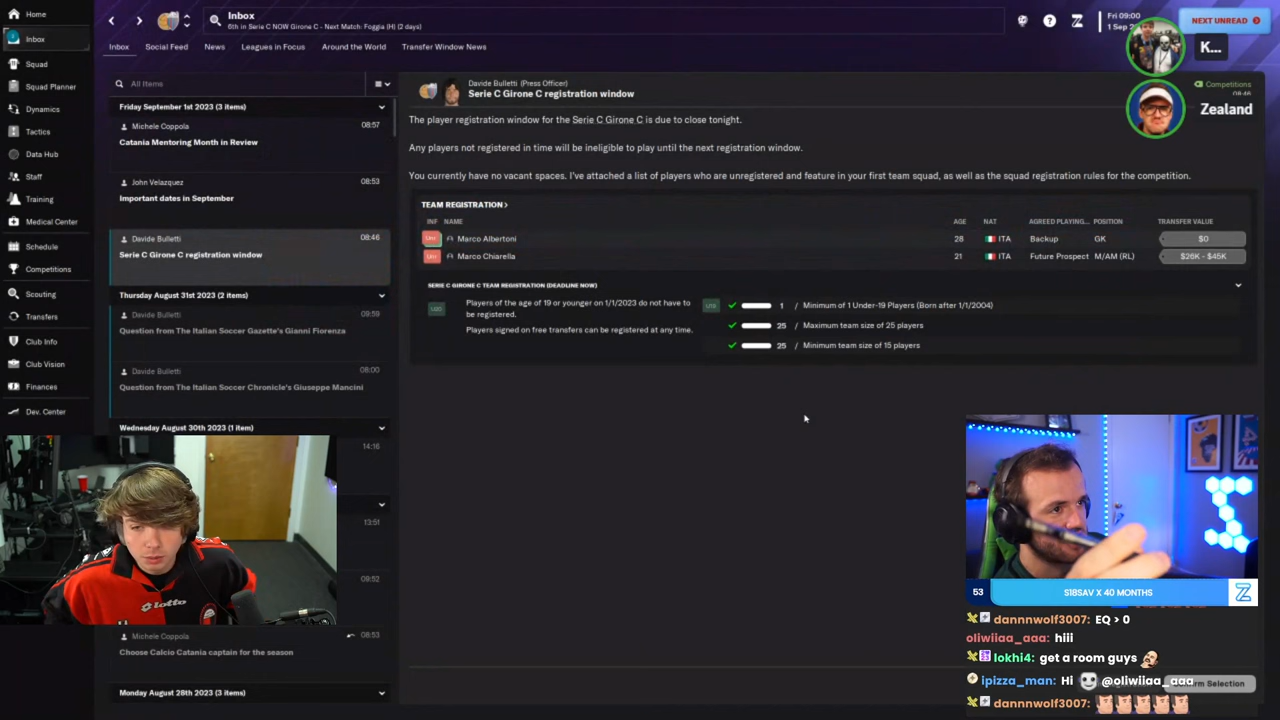 Home
Inbox
Squad
Squad Planner
Dynamics
Tactics
Data Hub
Staff
Training
Medical Center
Schedule
Competitions
Scouting
Transfers
Club Info
Club Vision
Finances
Dev. Center
Inbox
6th in Serie C NOW Girone C - Next Match: Foggia (H) (2 days)
Fri 09:00
1 Sep 2
NEXT UNREAD
K...
Zealand
Inbox
Social Feed
News
Leagues in Focus
Around the World
Transfer Window News
All Items
Friday September 1st 2023 (3 items)
Michele Coppola 08:57
Catania Mentoring Month in Review
John Velazquez 08:53
Important dates in September
Davide Bulletti 08:46
Serie C Girone C registration window
Thursday August 31st 2023 (2 items)
Davide Bulletti 09:59
Question from The Italian Soccer Gazette's Gianni Fiorenza
Davide Bulletti 08:00
Question from The Italian Soccer Chronicle's Giuseppe Mancini
Wednesday August 30th 2023 (1 item)
14:16
13:51
09:52
Michele Coppola 08:53
Choose Calcio Catania captain for the season
Monday August 28th 2023 (3 items)
Davide Bulletti (Press Officer)
Serie C Girone C registration window
Competitions
08:46
The player registration window for the Serie C Girone C is due to close tonight.
Any players not registered in time will be ineligible to play until the next registration window.
You currently have no vacant spaces. I've attached a list of players who are unregistered and feature in your first team squad, as well as the squad registration rules for the competition.
TEAM REGISTRATION >
INF NAME AGE NAT AGREED PLAYING... POSITION TRANSFER VALUE
Unr Marco Albertoni 28 ITA Backup GK $0
Unr Marco Chiarella 21 ITA Future Prospect M/AM (RL) $26K - $45K
SERIE C GIRONE C TEAM REGISTRATION (DEADLINE NOW)
Players of the age of 19 or younger on 1/1/2023 do not have to
be registered.
Players signed on free transfers can be registered at any time.
1 / Minimum of 1 Under-19 Players (Born after 1/1/2004)
25 / Maximum team size of 25 players
25 / Minimum team size of 15 players
lotto
53 S18SAV X 40 MONTHS Z
dannnwolf3007: EQ > 0
oliwiiaa_aaa: hiii
lokhi4: get a room guys
ipizza_man: Hi @oliwiiaa_aaa
dannnwolf3007:
Selection